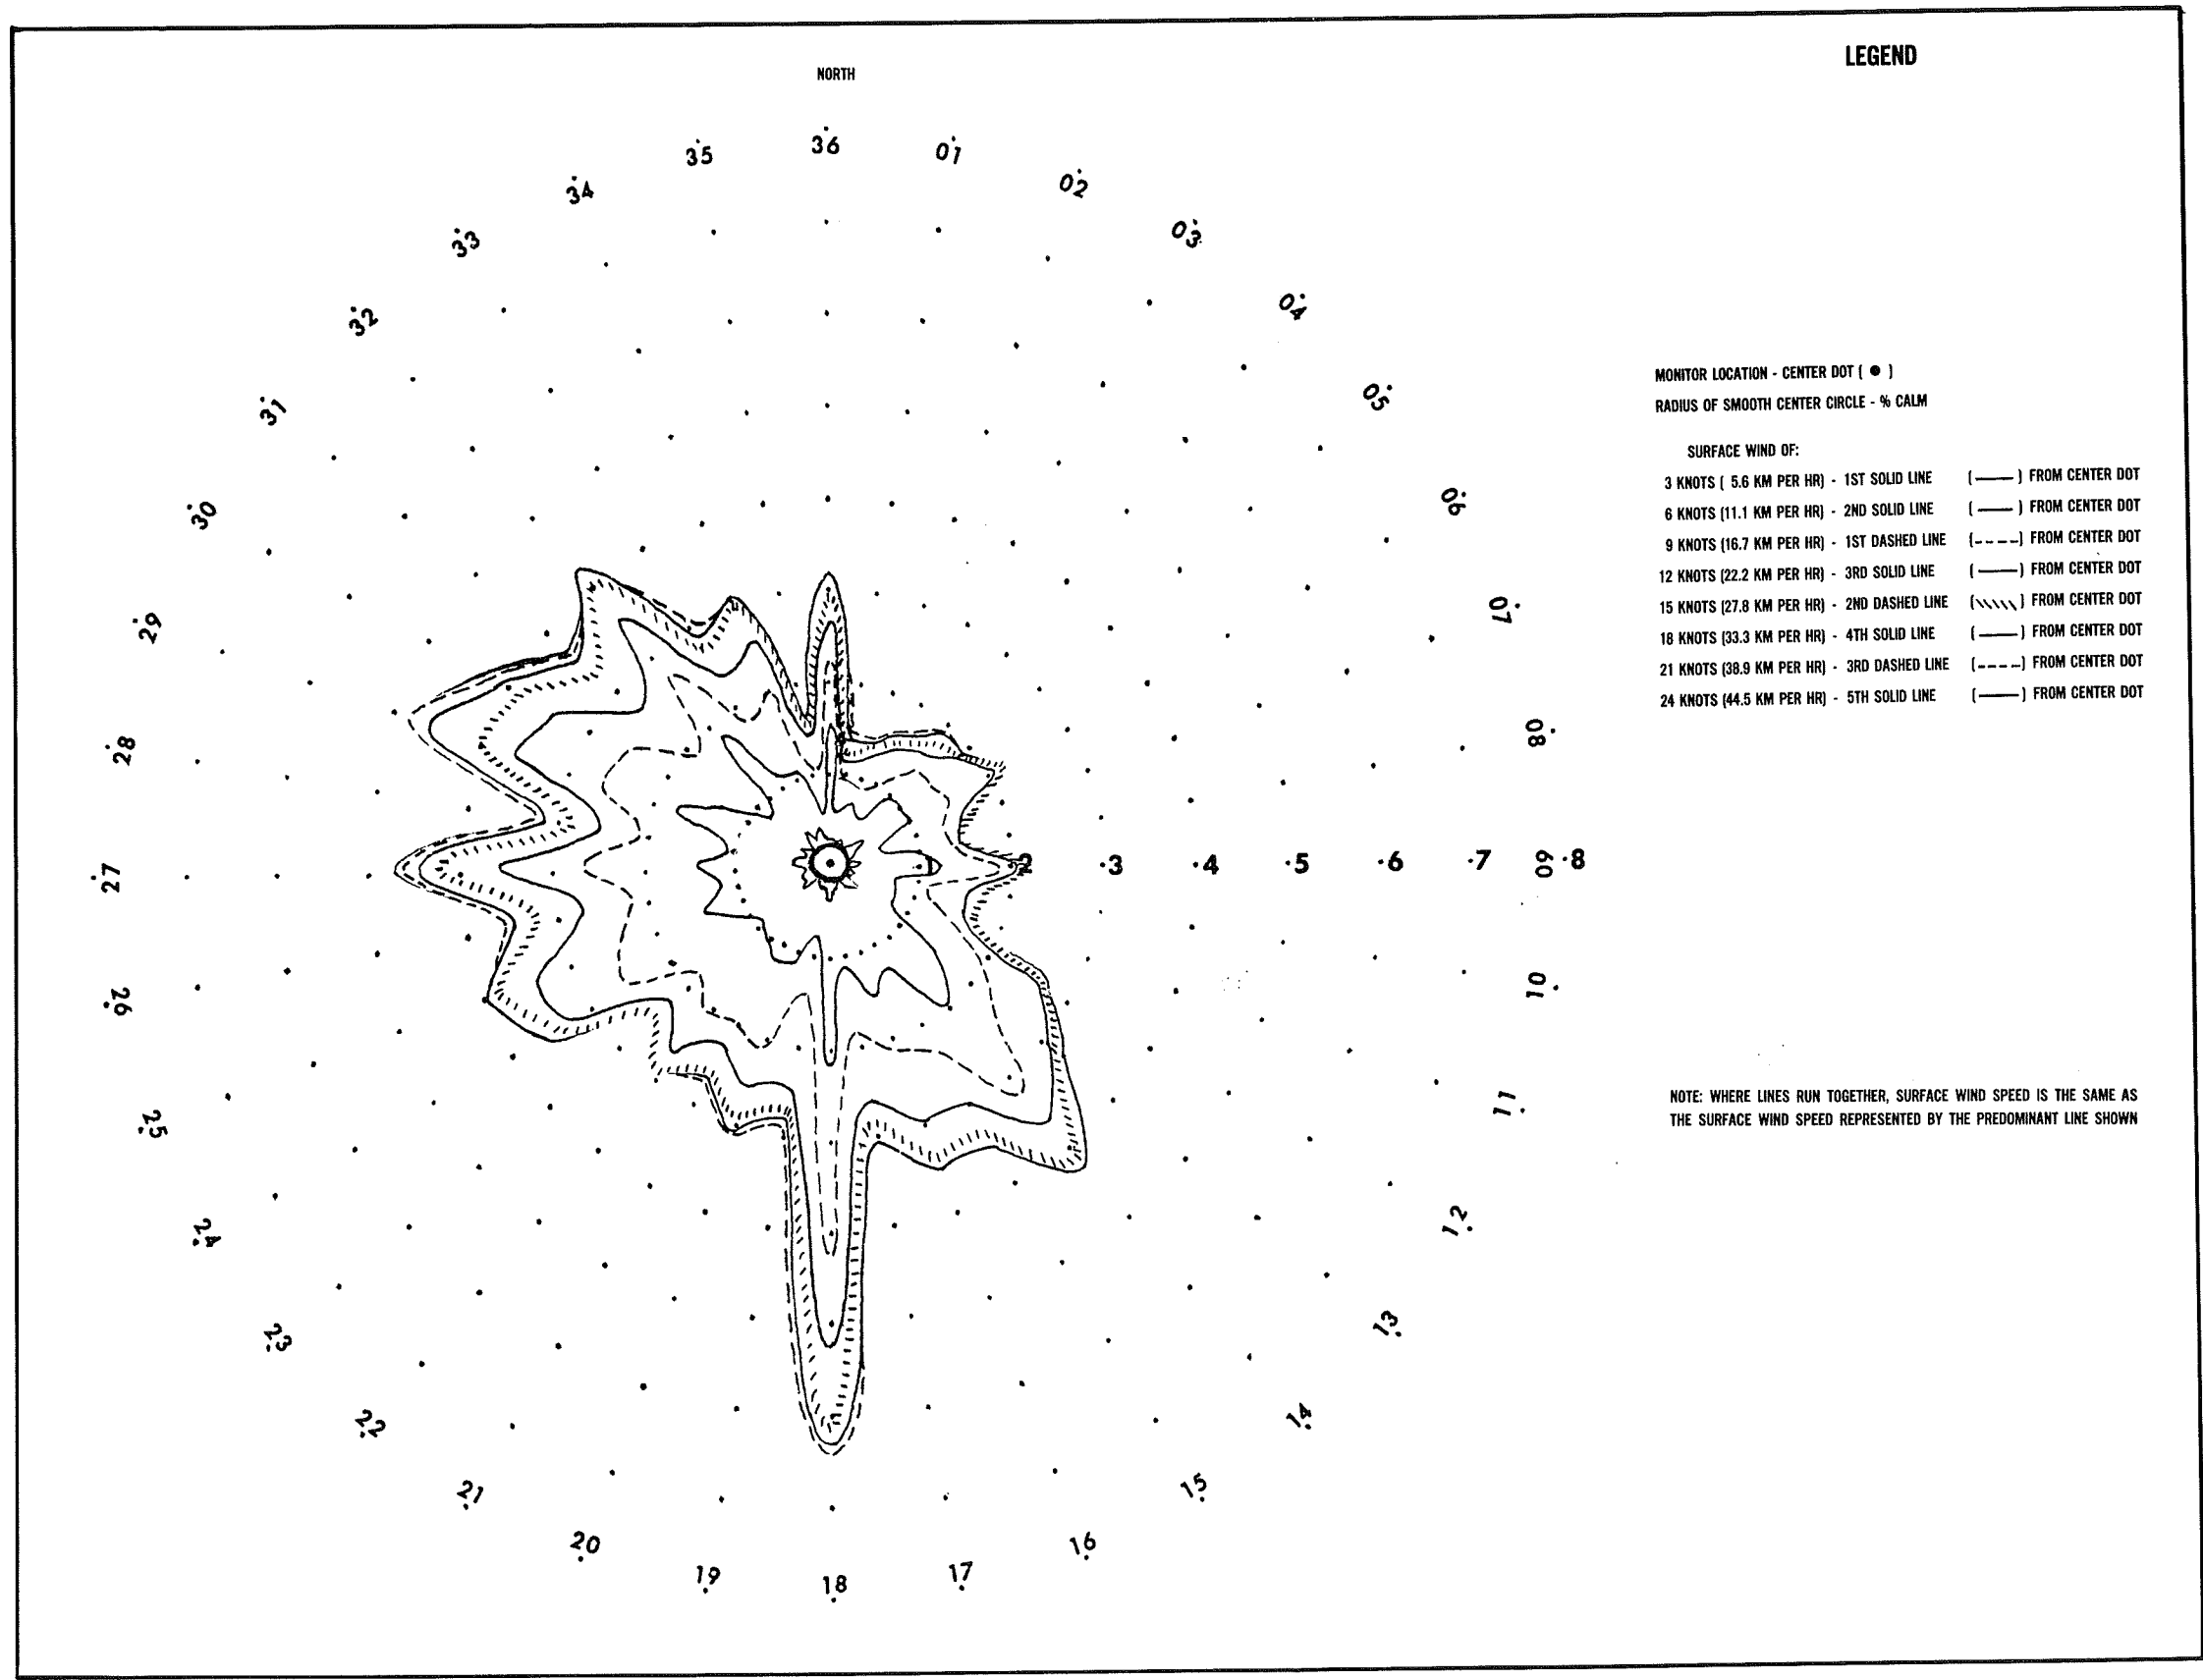 LEGEND
NORTH
36
01
02
03
04
05
06
07
08
09
10
11
12
13
14
15
16
17
18
19
20
21
22
23
24
25
26
27
28
29
30
31
32
33
34
35
.2 .3 .4 .5 .6 .7 .8
MONITOR LOCATION - CENTER DOT ( ● )
RADIUS OF SMOOTH CENTER CIRCLE - % CALM
SURFACE WIND OF:
3 KNOTS ( 5.6 KM PER HR) - 1ST SOLID LINE (——) FROM CENTER DOT
6 KNOTS (11.1 KM PER HR) - 2ND SOLID LINE (——) FROM CENTER DOT
9 KNOTS (16.7 KM PER HR) - 1ST DASHED LINE (----) FROM CENTER DOT
12 KNOTS (22.2 KM PER HR) - 3RD SOLID LINE (——) FROM CENTER DOT
15 KNOTS (27.8 KM PER HR) - 2ND DASHED LINE (\\\\\) FROM CENTER DOT
18 KNOTS (33.3 KM PER HR) - 4TH SOLID LINE (——) FROM CENTER DOT
21 KNOTS (38.9 KM PER HR) - 3RD DASHED LINE (----) FROM CENTER DOT
24 KNOTS (44.5 KM PER HR) - 5TH SOLID LINE (——) FROM CENTER DOT
NOTE: WHERE LINES RUN TOGETHER, SURFACE WIND SPEED IS THE SAME AS
THE SURFACE WIND SPEED REPRESENTED BY THE PREDOMINANT LINE SHOWN